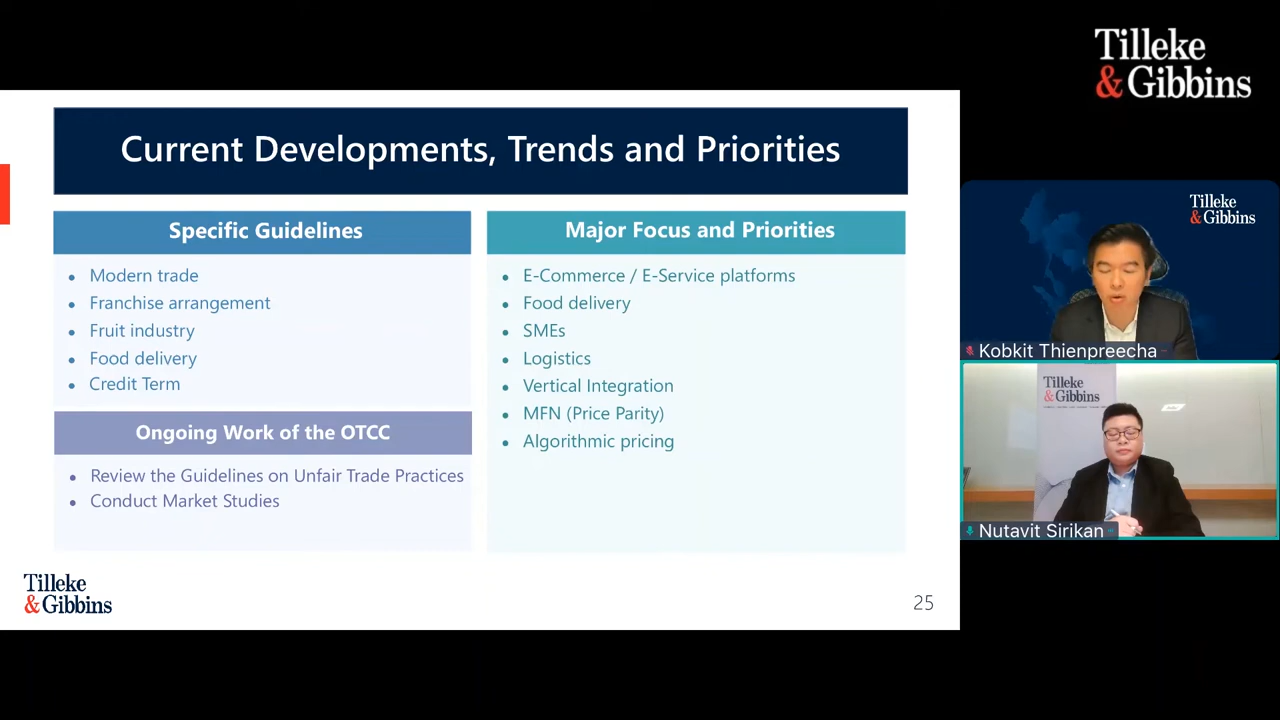 Tilleke
& Gibbins
Current Developments, Trends and Priorities
Specific Guidelines
• Modern trade
• Franchise arrangement
• Fruit industry
• Food delivery
• Credit Term
Ongoing Work of the OTCC
• Review the Guidelines on Unfair Trade Practices
• Conduct Market Studies
Major Focus and Priorities
• E-Commerce / E-Service platforms
• Food delivery
• SMEs
• Logistics
• Vertical Integration
• MFN (Price Parity)
• Algorithmic pricing
Tilleke
& Gibbins
25
Tilleke
& Gibbins
Kobkit Thienpreecha
Tilleke
& Gibbins
Nutavit Sirikan